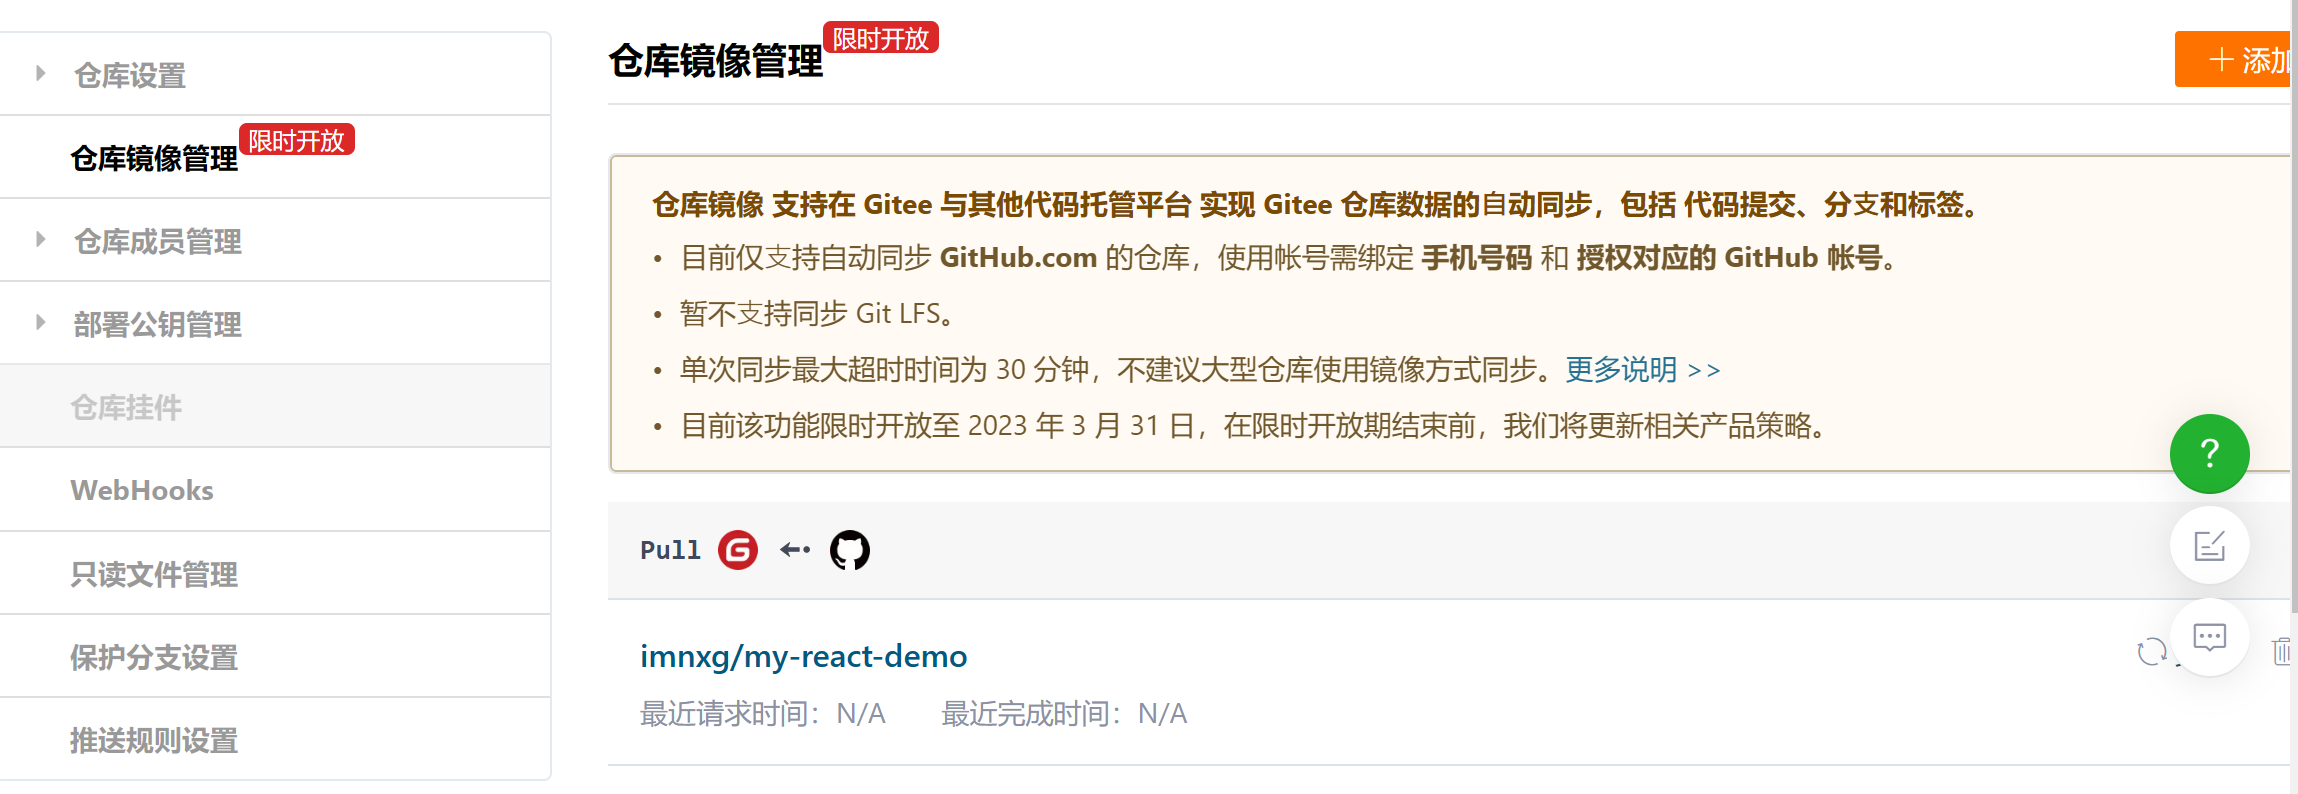 仓库设置
仓库镜像管理 限时开放
仓库成员管理
部署公钥管理
仓库挂件
WebHooks
只读文件管理
保护分支设置
推送规则设置
仓库镜像管理 限时开放
添加
仓库镜像 支持在 Gitee 与其他代码托管平台 实现 Gitee 仓库数据的自动同步，包括 代码提交、分支和标签。
• 目前仅支持自动同步 GitHub.com 的仓库，使用帐号需绑定 手机号码 和 授权对应的 GitHub 帐号。
• 暂不支持同步 Git LFS。
• 单次同步最大超时时间为 30 分钟，不建议大型仓库使用镜像方式同步。更多说明 >>
• 目前该功能限时开放至 2023 年 3 月 31 日，在限时开放期结束前，我们将更新相关产品策略。
?
Pull
imnxg/my-react-demo
最近请求时间：N/A 最近完成时间：N/A